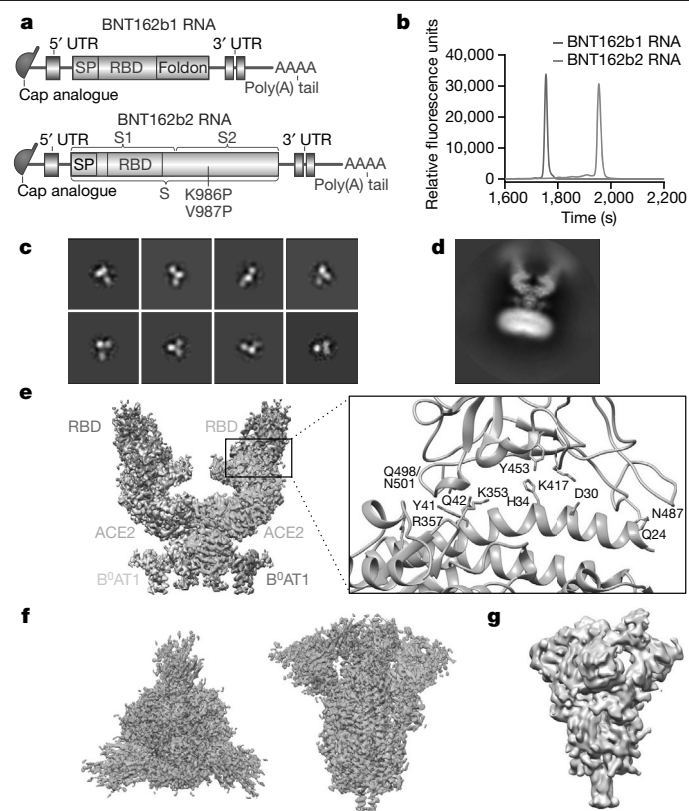 a
BNT162b1 RNA
5′ UTR
3′ UTR
SP
RBD
Foldon
AAAA
Cap analogue
Poly(A) tail
BNT162b2 RNA
5′ UTR
S1
S2
3′ UTR
SP
RBD
AAAA
Cap analogue
S
K986P
V987P
Poly(A) tail
b
BNT162b1 RNA
BNT162b2 RNA
Relative fluorescence units
40,000
30,000
20,000
10,000
0
1,600
1,800
2,000
2,200
Time (s)
c
d
e
RBD
RBD
ACE2
ACE2
B⁰AT1
B⁰AT1
Q498/
N501
Y453
Q42
K353
K417
D30
Y41
H34
N487
R357
Q24
f
g